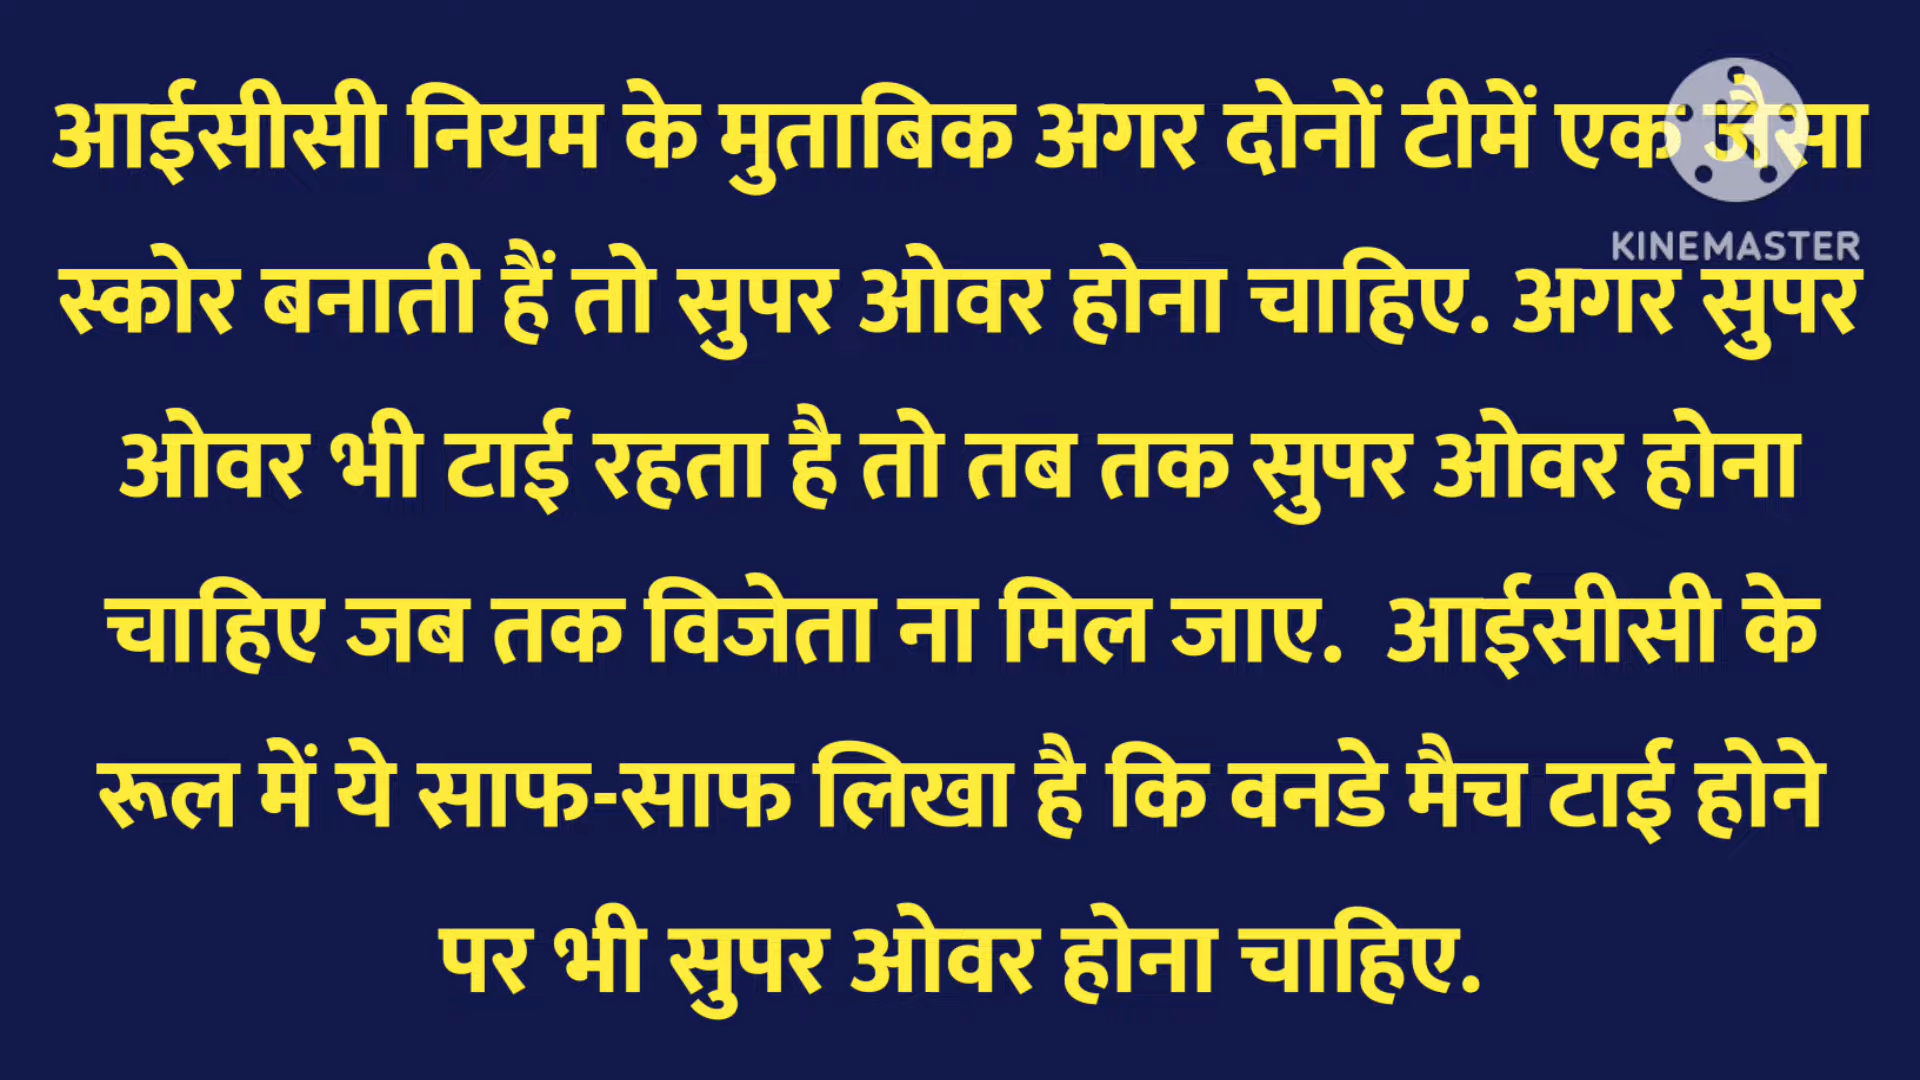 आईसीसी नियम के मुताबिक अगर दोनों टीमें एक जैसा
KINEMASTER
स्कोर बनाती हैं तो सुपर ओवर होना चाहिए. अगर सुपर
ओवर भी टाई रहता है तो तब तक सुपर ओवर होना
चाहिए जब तक विजेता ना मिल जाए. आईसीसी के
रूल में ये साफ-साफ लिखा है कि वनडे मैच टाई होने
पर भी सुपर ओवर होना चाहिए.